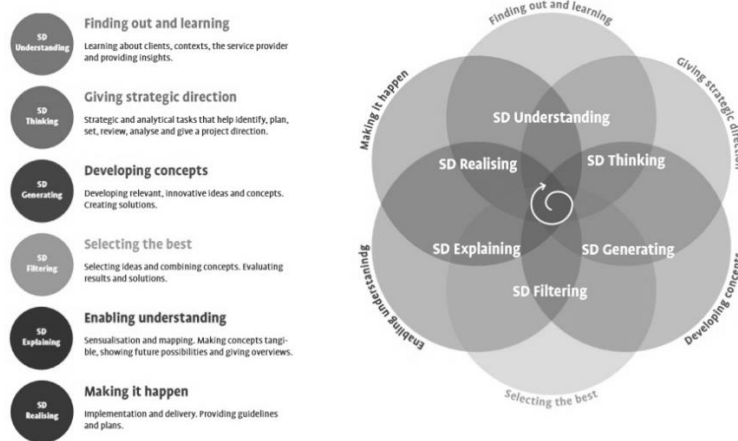 SD
Understanding
Finding out and learning
Learning about clients, contexts, the service provider
and providing insights.
SD
Thinking
Giving strategic direction
Strategic and analytical tasks that help identify, plan,
set, review, analyse and give a project direction.
SD
Generating
Developing concepts
Developing relevant, innovative ideas and concepts.
Creating solutions.
SD
Filtering
Selecting the best
Selecting ideas and combining concepts. Evaluating
results and solutions.
SD
Explaining
Enabling understanding
Sensualisation and mapping. Making concepts tangi-
ble, showing future possibilities and giving overviews.
SD
Realising
Making it happen
Implementation and delivery. Providing guidelines
and plans.
Finding out and learning
Giving strategic direction
Developing concepts
Selecting the best
Enabling understanding
Making it happen
SD Understanding
SD Thinking
SD Generating
SD Filtering
SD Explaining
SD Realising